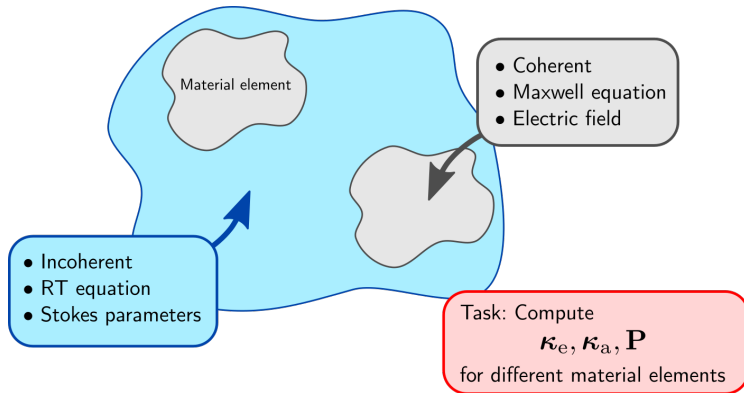 Material element
• Coherent
• Maxwell equation
• Electric field
• Incoherent
• RT equation
• Stokes parameters
Task: Compute
κe, κa, P
for different material elements